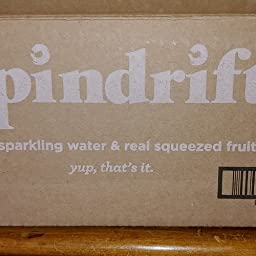 pindrift
sparkling water & real squeezed fruit
yup, that's it.